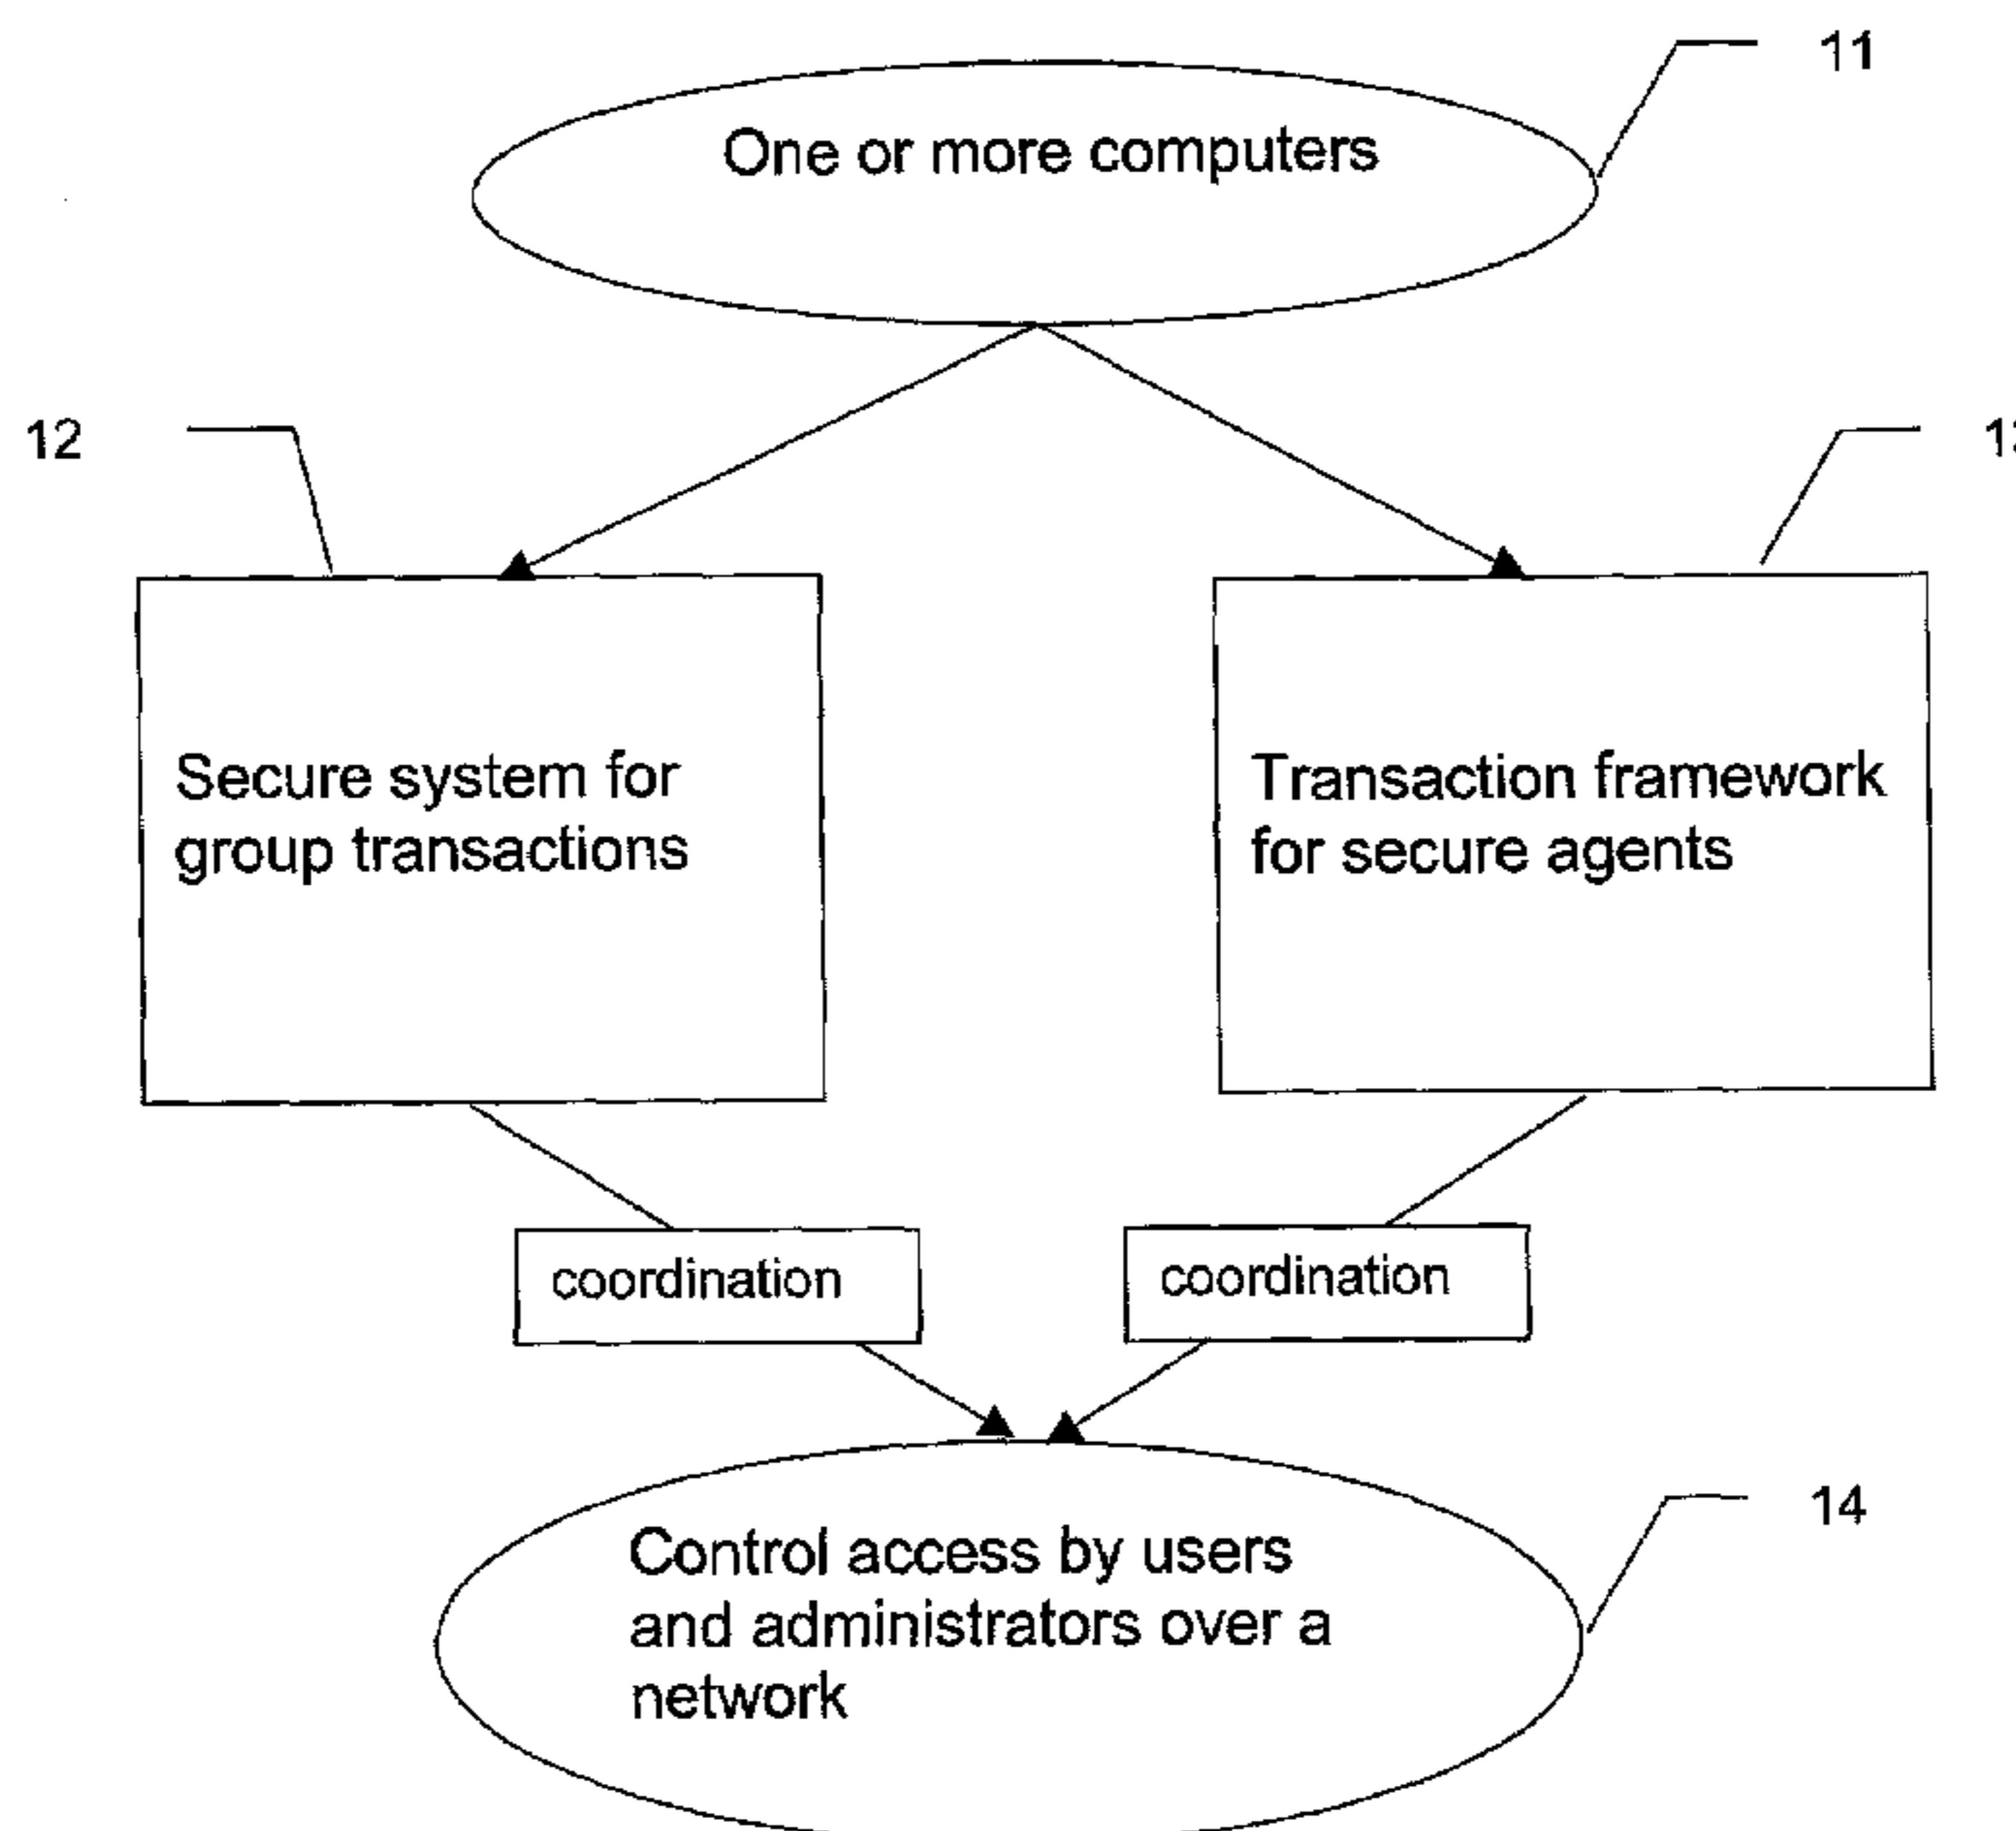 11
One or more computers
12
Secure system for
group transactions
Transaction framework
for secure agents
coordination
coordination
14
Control access by users
and administrators over a
network